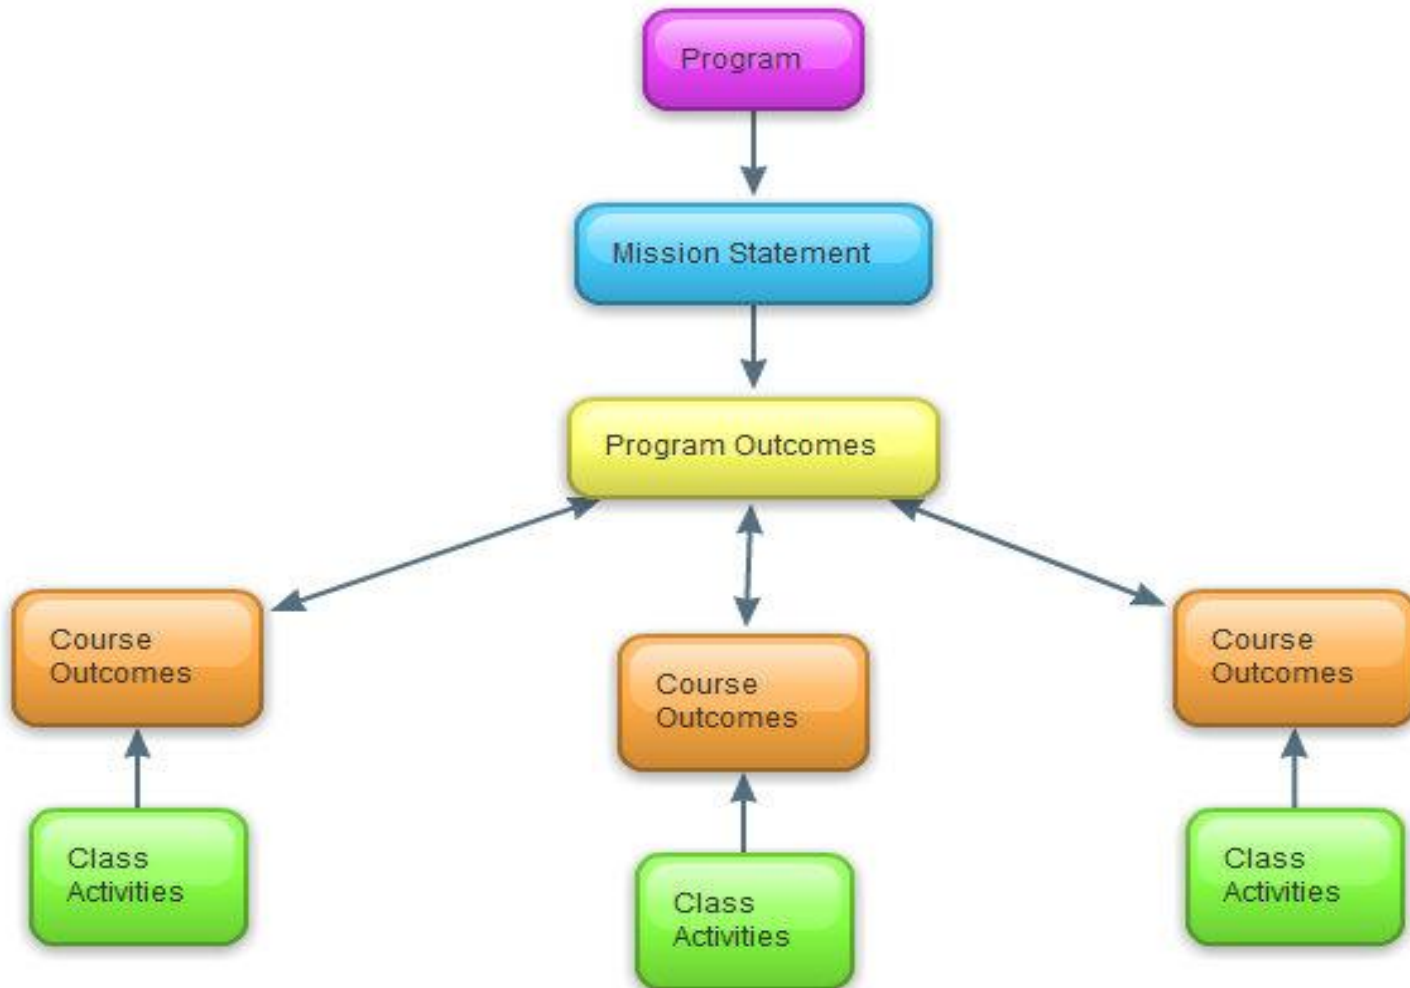 Program
Mission Statement
Program Outcomes
Course
Outcomes
Course
Outcomes
Course
Outcomes
Class
Activities
Class
Activities
Class
Activities